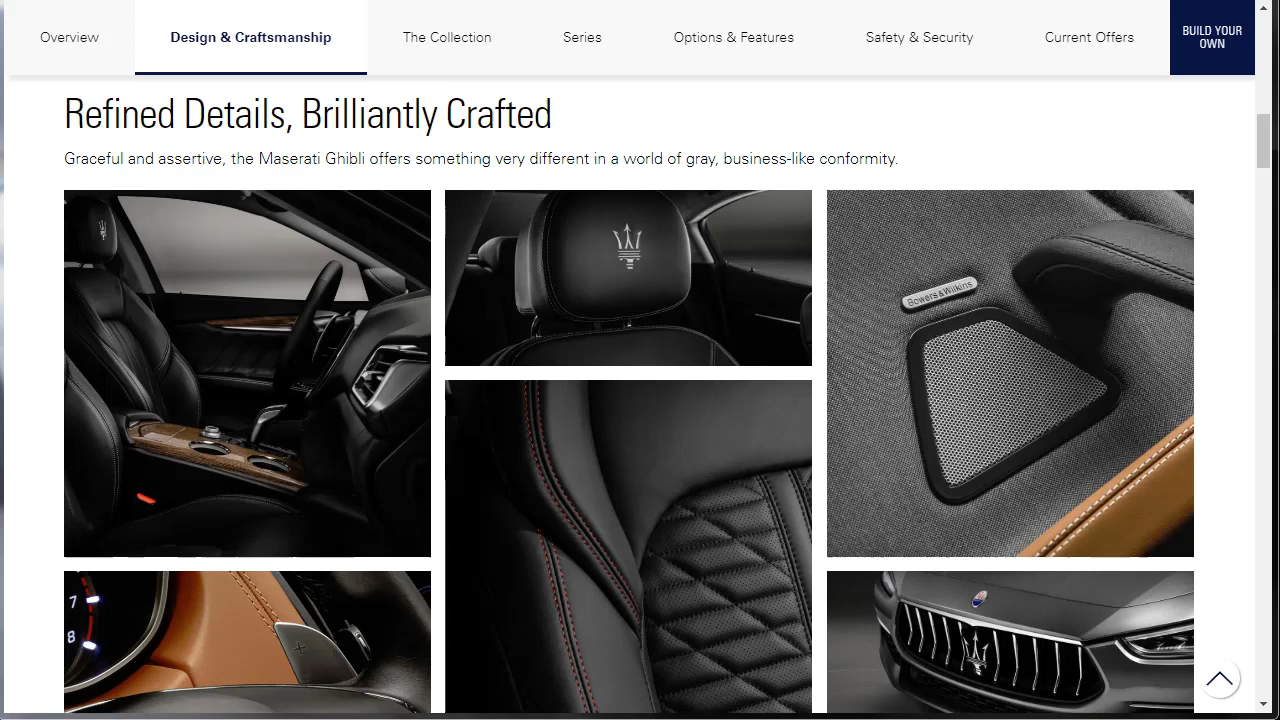 Overview
Design & Craftsmanship
The Collection
Series
Options & Features
Safety & Security
Current Offers
BUILD YOUR
OWN
Refined Details, Brilliantly Crafted
Graceful and assertive, the Maserati Ghibli offers something very different in a world of gray, business-like conformity.
Bowers & Wilkins
7
8
+